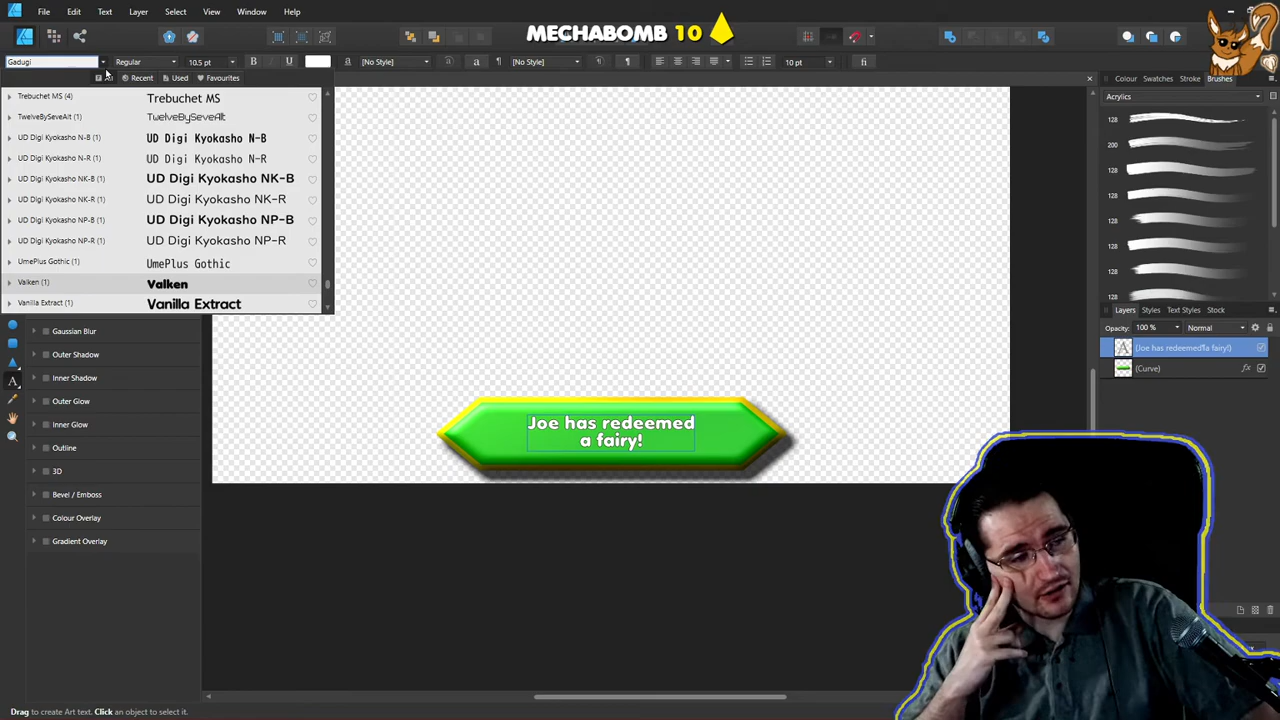 File Edit Text Layer Select View Window Help
MECHABOMB 10
Gadugi Regular 10.5 pt B I U [No Style] [No Style] 10 pt
Recent Used Favourites
Trebuchet MS (4) Trebuchet MS
TwelveBySeveAlt (1) TwelveBySeveAlt
UD Digi Kyokasho N-B (1) UD Digi Kyokasho N-B
UD Digi Kyokasho N-R (1) UD Digi Kyokasho N-R
UD Digi Kyokasho NK-B (1) UD Digi Kyokasho NK-B
UD Digi Kyokasho NK-R (1) UD Digi Kyokasho NK-R
UD Digi Kyokasho NP-B (1) UD Digi Kyokasho NP-B
UD Digi Kyokasho NP-R (1) UD Digi Kyokasho NP-R
UmePlus Gothic (1) UmePlus Gothic
Valken (1) Valken
Vanilla Extract (1) Vanilla Extract
Gaussian Blur
Outer Shadow
Inner Shadow
Outer Glow
Inner Glow
Outline
3D
Bevel / Emboss
Colour Overlay
Gradient Overlay
Joe has redeemed
a fairy!
Colour Swatches Stroke Brushes
Acrylics
128
200
128
128
128
128
128
128
128
Layers Styles Text Styles Stock
Opacity: 100 % Normal
(Joe has redeemed¶a fairy!)
(Curve) fx
Drag to create Art text. Click an object to select it.